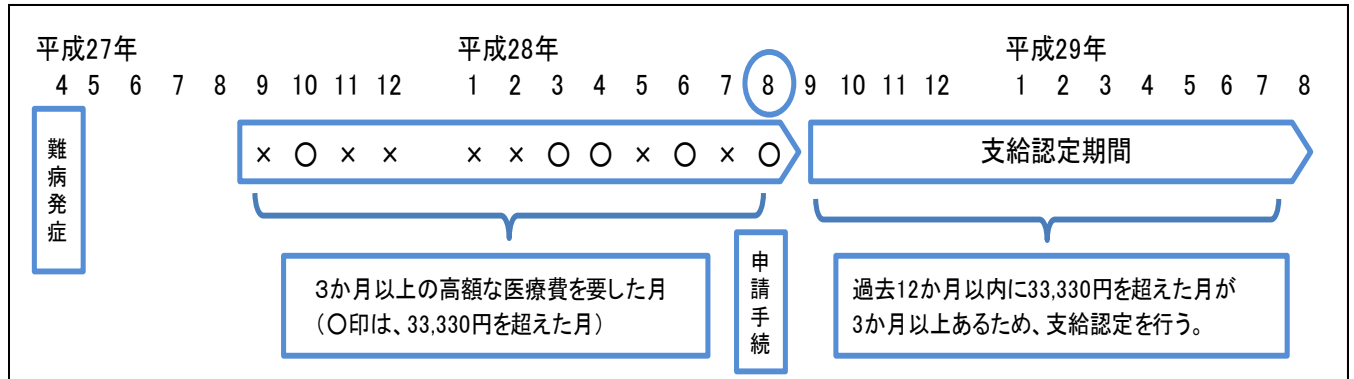 平成27年 平成28年 平成29年
4 5 6 7 8 9 10 11 12 1 2 3 4 5 6 7 8 9 10 11 12 1 2 3 4 5 6 7 8
難病発症
× 〇 × × × × 〇 〇 × 〇 × 〇
支給認定期間
3か月以上の高額な医療費を要した月
(〇印は、33,330円を超えた月)
申請手続
過去12か月以内に33,330円を超えた月が
3か月以上あるため、支給認定を行う。